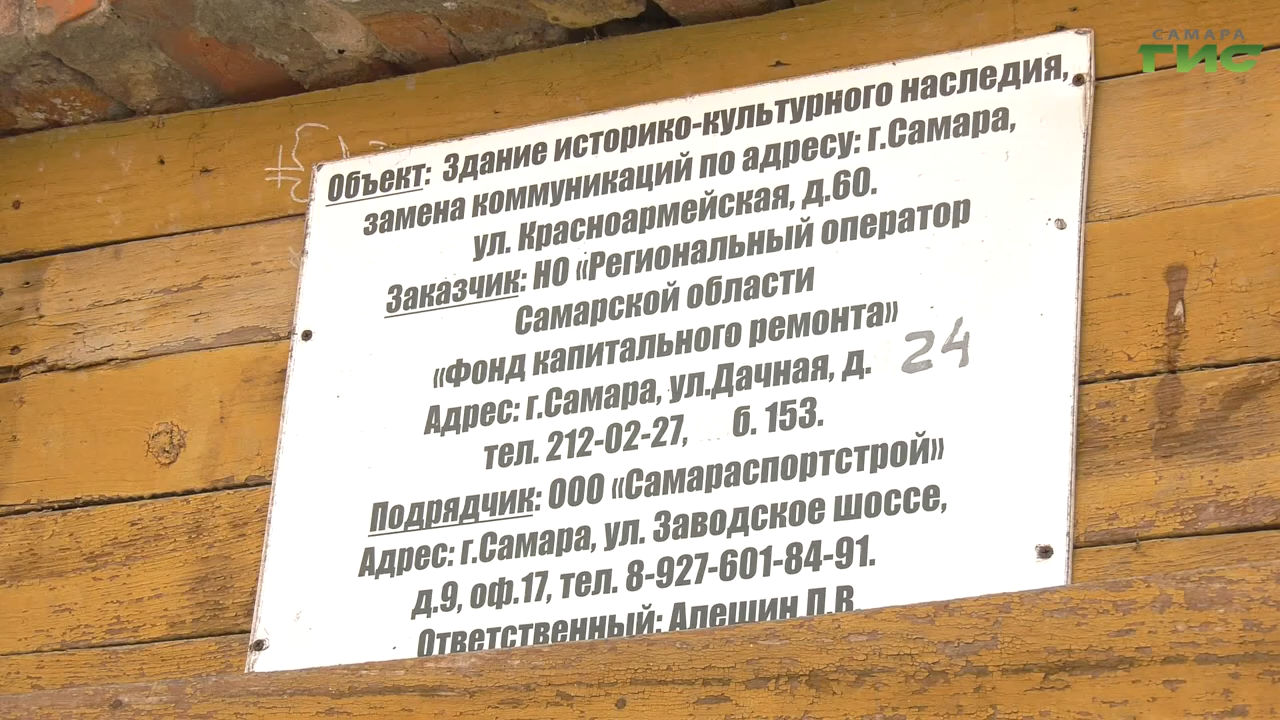 САМАРА
ГИС
Объект: Здание историко-культурного наследия,
замена коммуникаций по адресу: г.Самара,
ул. Красноармейская, д.60.
Заказчик: НО «Региональный оператор
Самарской области
«Фонд капитального ремонта»
Адрес: г.Самара, ул.Дачная, д. 24
тел. 212-02-27, б. 153.
Подрядчик: ООО «Самараспортстрой»
Адрес: г.Самара, ул. Заводское шоссе,
д.9, оф.17, тел. 8-927-601-84-91.
Ответственный: Алешин П.В.